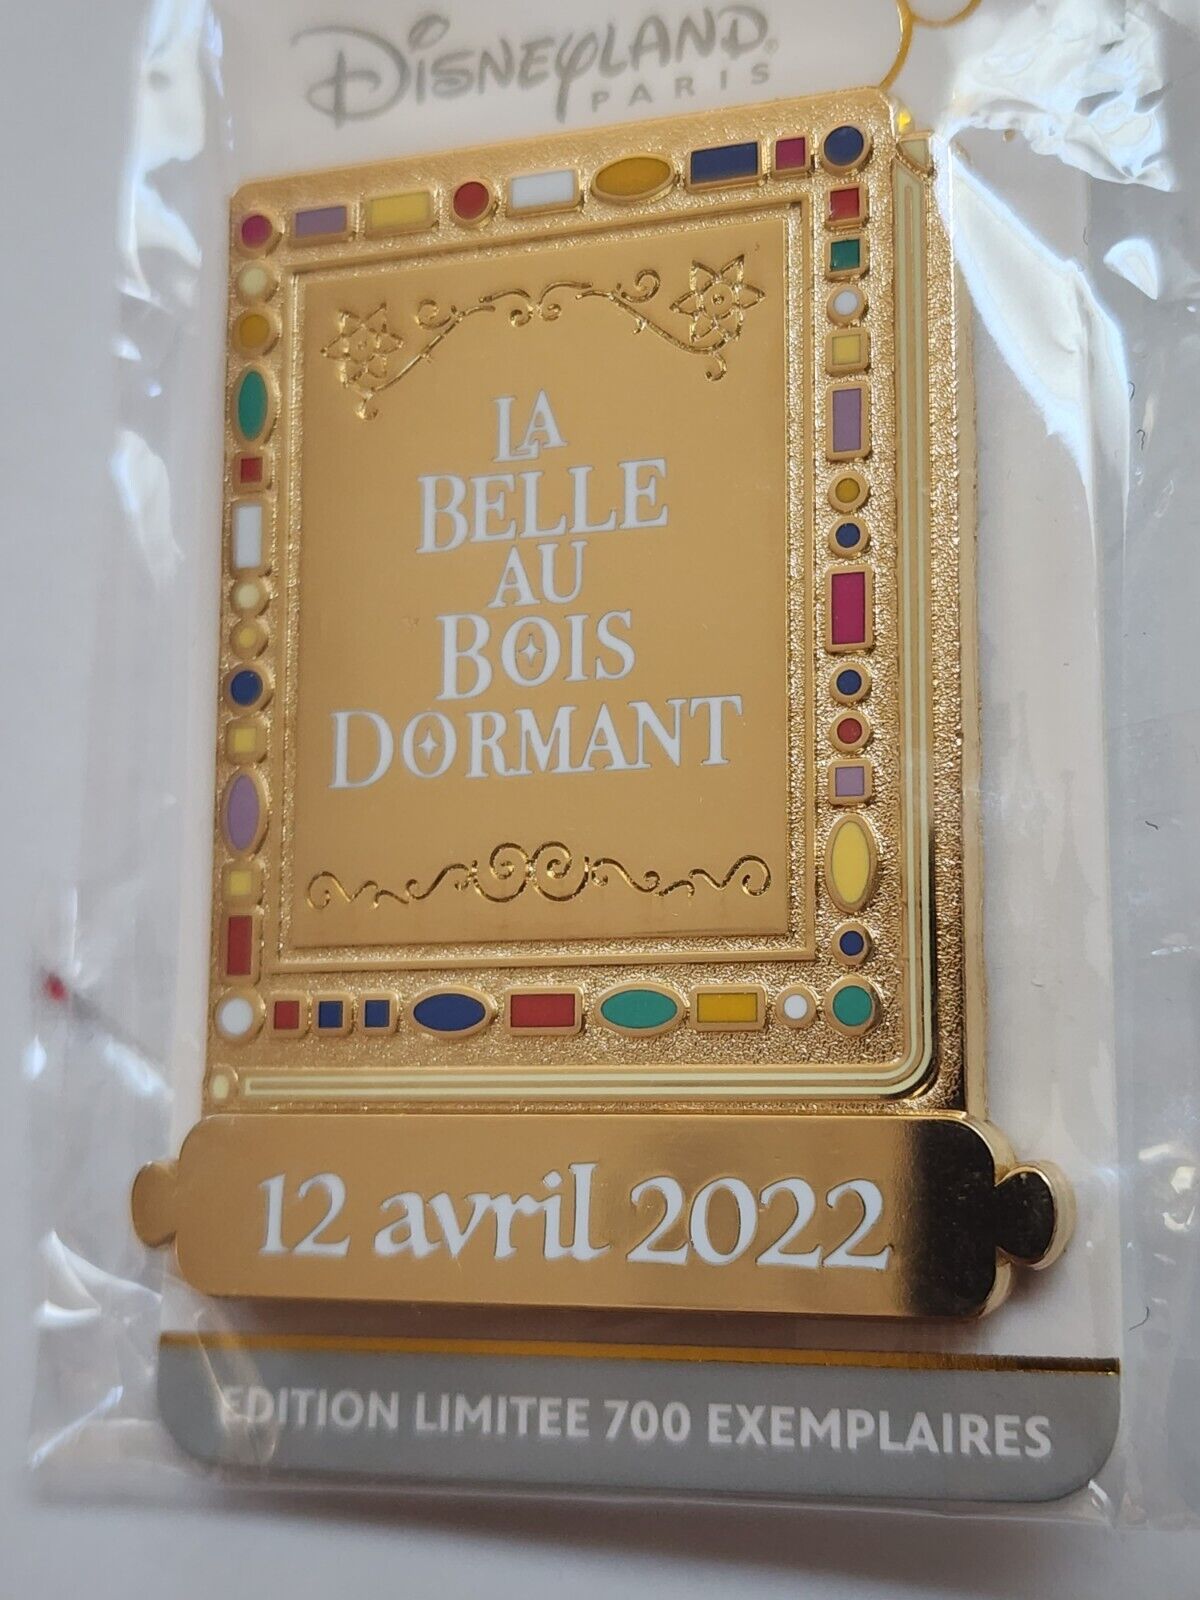 DISNEYLAND
PARIS
LA
BELLE
AU
BOIS
DORMANT
12 avril 2022
EDITION LIMITEE 700 EXEMPLAIRES